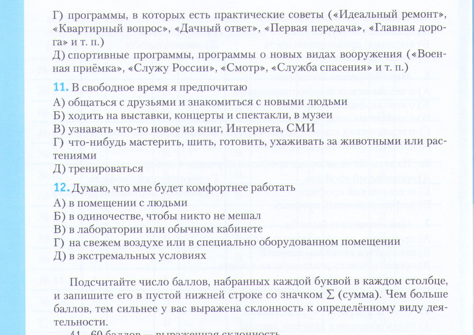 Г) программы, в которых есть практические советы («Идеальный ремонт»,
«Квартирный вопрос», «Дачный ответ», «Первая передача», «Главная доро-
га» и т. п.)
Д) спортивные программы, программы о новых видах вооружения («Воен-
ная приёмка», «Служу России», «Смотр», «Служба спасения» и т. п.)
11. В свободное время я предпочитаю
А) общаться с друзьями и знакомиться с новыми людьми
Б) ходить на выставки, концерты и спектакли, в музеи
В) узнавать что-то новое из книг, Интернета, СМИ
Г) что-нибудь мастерить, шить, готовить, ухаживать за животными или рас-
тениями
Д) тренироваться
12. Думаю, что мне будет комфортнее работать
А) в помещении с людьми
Б) в одиночестве, чтобы никто не мешал
В) в лаборатории или обычном кабинете
Г) на свежем воздухе или в специально оборудованном помещении
Д) в экстремальных условиях
Подсчитайте число баллов, набранных каждой буквой в каждом столбце,
и запишите его в пустой нижней строке со значком Σ (сумма). Чем больше
баллов, тем сильнее у вас выражена склонность к определённому виду дея-
тельности.
41—60 баллов — выраженная склонность